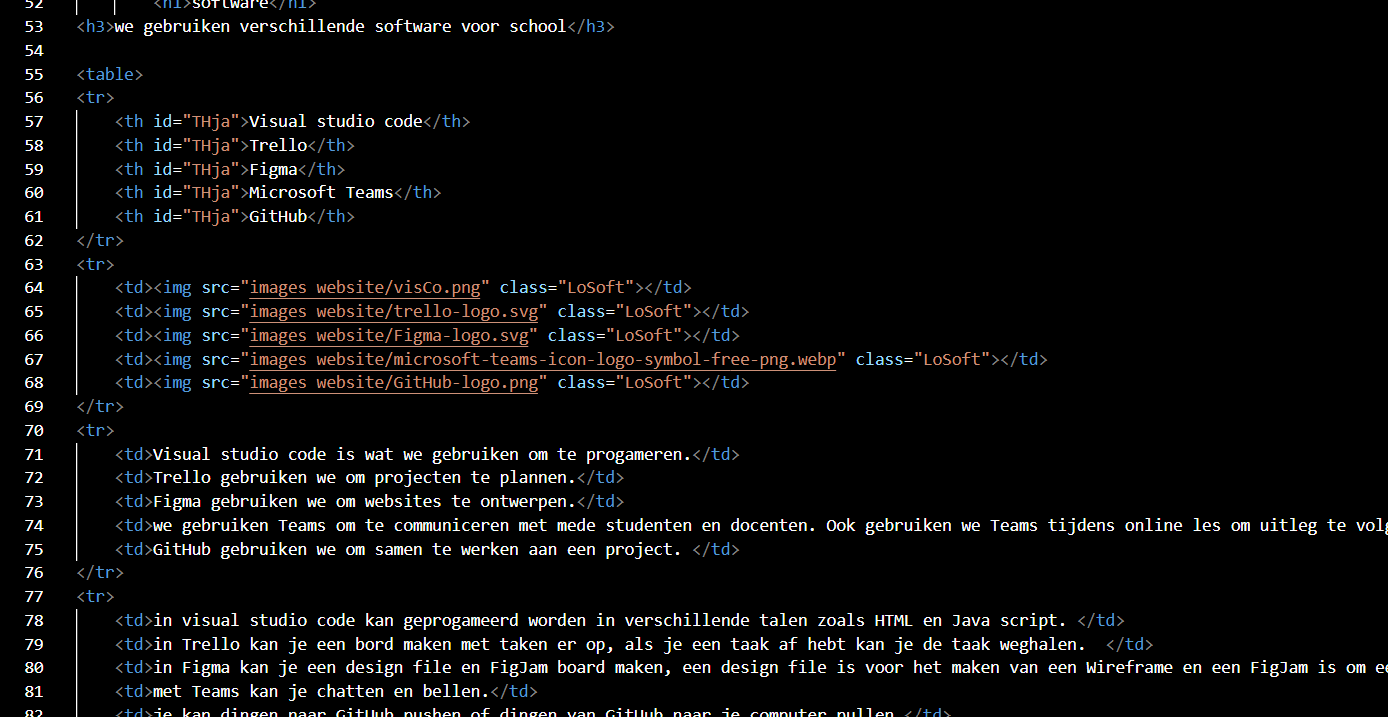 52 <h1>software</h1>
53 <h3>we gebruiken verschillende software voor school</h3>
54
55 <table>
56 <tr>
57 <th id="THja">Visual studio code</th>
58 <th id="THja">Trello</th>
59 <th id="THja">Figma</th>
60 <th id="THja">Microsoft Teams</th>
61 <th id="THja">GitHub</th>
62 </tr>
63 <tr>
64 <td><img src="images website/visCo.png" class="LoSoft"></td>
65 <td><img src="images website/trello-logo.svg" class="LoSoft"></td>
66 <td><img src="images website/Figma-logo.svg" class="LoSoft"></td>
67 <td><img src="images website/microsoft-teams-icon-logo-symbol-free-png.webp" class="LoSoft"></td>
68 <td><img src="images website/GitHub-logo.png" class="LoSoft"></td>
69 </tr>
70 <tr>
71 <td>Visual studio code is wat we gebruiken om te progameren.</td>
72 <td>Trello gebruiken we om projecten te plannen.</td>
73 <td>Figma gebruiken we om websites te ontwerpen.</td>
74 <td>we gebruiken Teams om te communiceren met mede studenten en docenten. Ook gebruiken we Teams tijdens online les om uitleg te volg
75 <td>GitHub gebruiken we om samen te werken aan een project. </td>
76 </tr>
77 <tr>
78 <td>in visual studio code kan geprogameerd worden in verschillende talen zoals HTML en Java script. </td>
79 <td>in Trello kan je een bord maken met taken er op, als je een taak af hebt kan je de taak weghalen.  </td>
80 <td>in Figma kan je een design file en FigJam board maken, een design file is voor het maken van een Wireframe en een FigJam is om ee
81 <td>met Teams kan je chatten en bellen.</td>
82 <td>je kan dingen naar GitHub pushen of dingen van GitHub naar je computer pullen.</td>